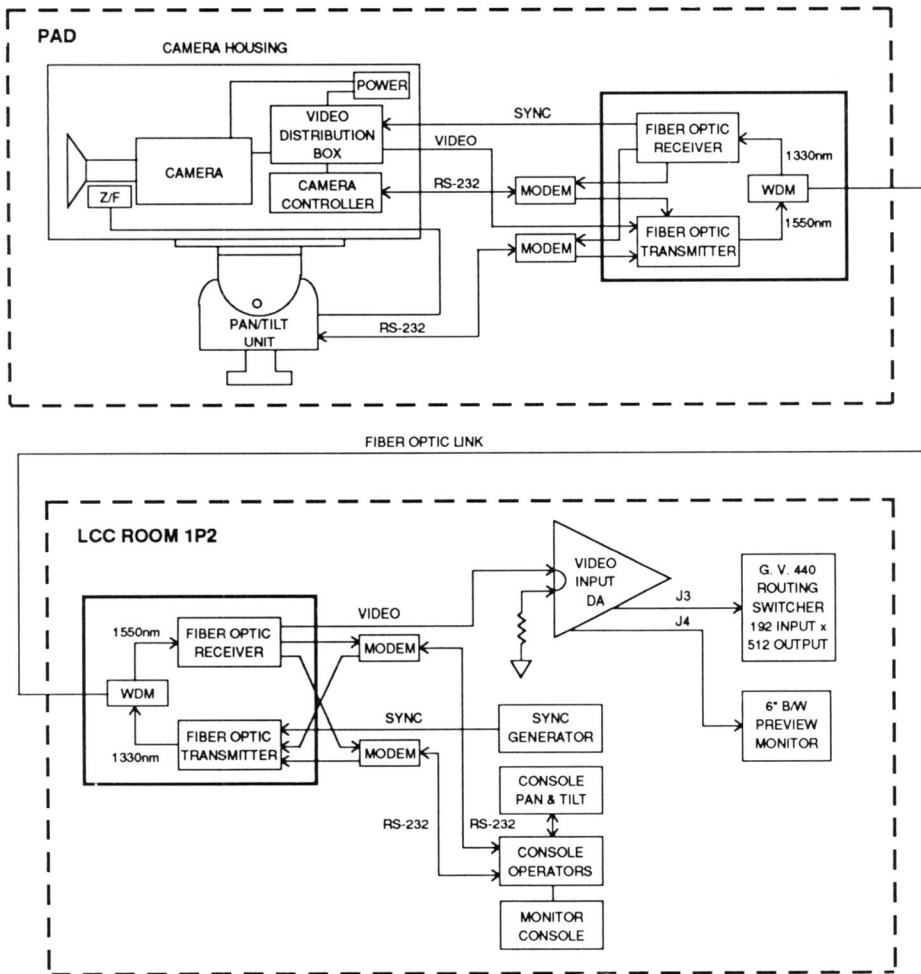 PAD
CAMERA HOUSING
POWER
VIDEO
DISTRIBUTION
BOX
CAMERA
Z/F
CAMERA
CONTROLLER
PAN/TILT
UNIT
SYNC
VIDEO
RS-232
MODEM
MODEM
RS-232
FIBER OPTIC
RECEIVER
1330nm
WDM
1550nm
FIBER OPTIC
TRANSMITTER
FIBER OPTIC LINK
LCC ROOM 1P2
1550nm
FIBER OPTIC
RECEIVER
WDM
FIBER OPTIC
TRANSMITTER
1330nm
VIDEO
MODEM
SYNC
MODEM
RS-232
RS-232
VIDEO
INPUT
DA
J3
J4
G. V. 440
ROUTING
SWITCHER
192 INPUT x
512 OUTPUT
6" B/W
PREVIEW
MONITOR
SYNC
GENERATOR
CONSOLE
PAN & TILT
CONSOLE
OPERATORS
MONITOR
CONSOLE